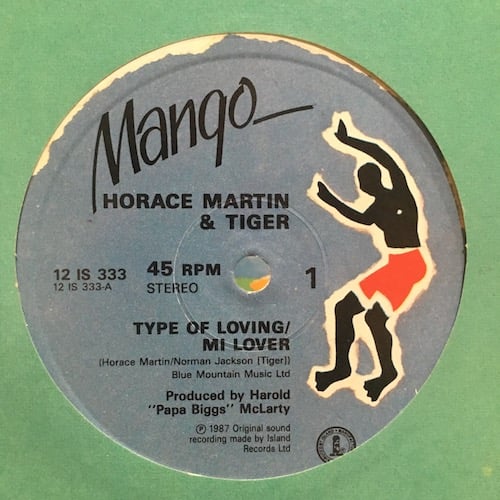 Mango
HORACE MARTIN
& TIGER
12 IS 333
12 IS 333-A
45 RPM
STEREO
1
TYPE OF LOVING/
MI LOVER
(Horace Martin/Norman Jackson [Tiger])
Blue Mountain Music Ltd
Produced by Harold
"Papa Biggs" McLarty
Ⓟ 1987 Original sound
recording made by Island
Records Ltd